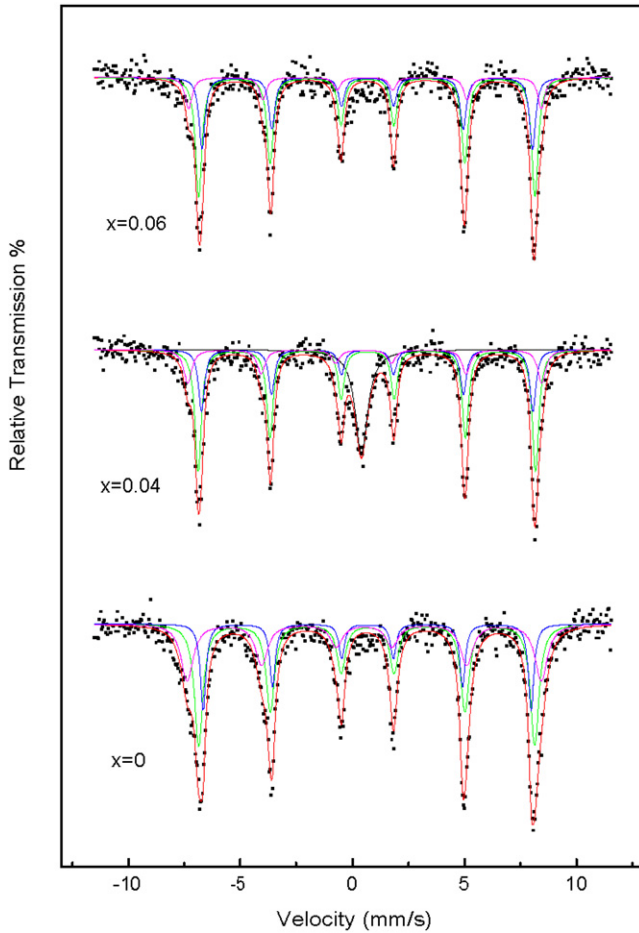 x=0.06
Relative Transmission %
x=0.04
x=0
-10 -5 0 5 10
Velocity (mm/s)